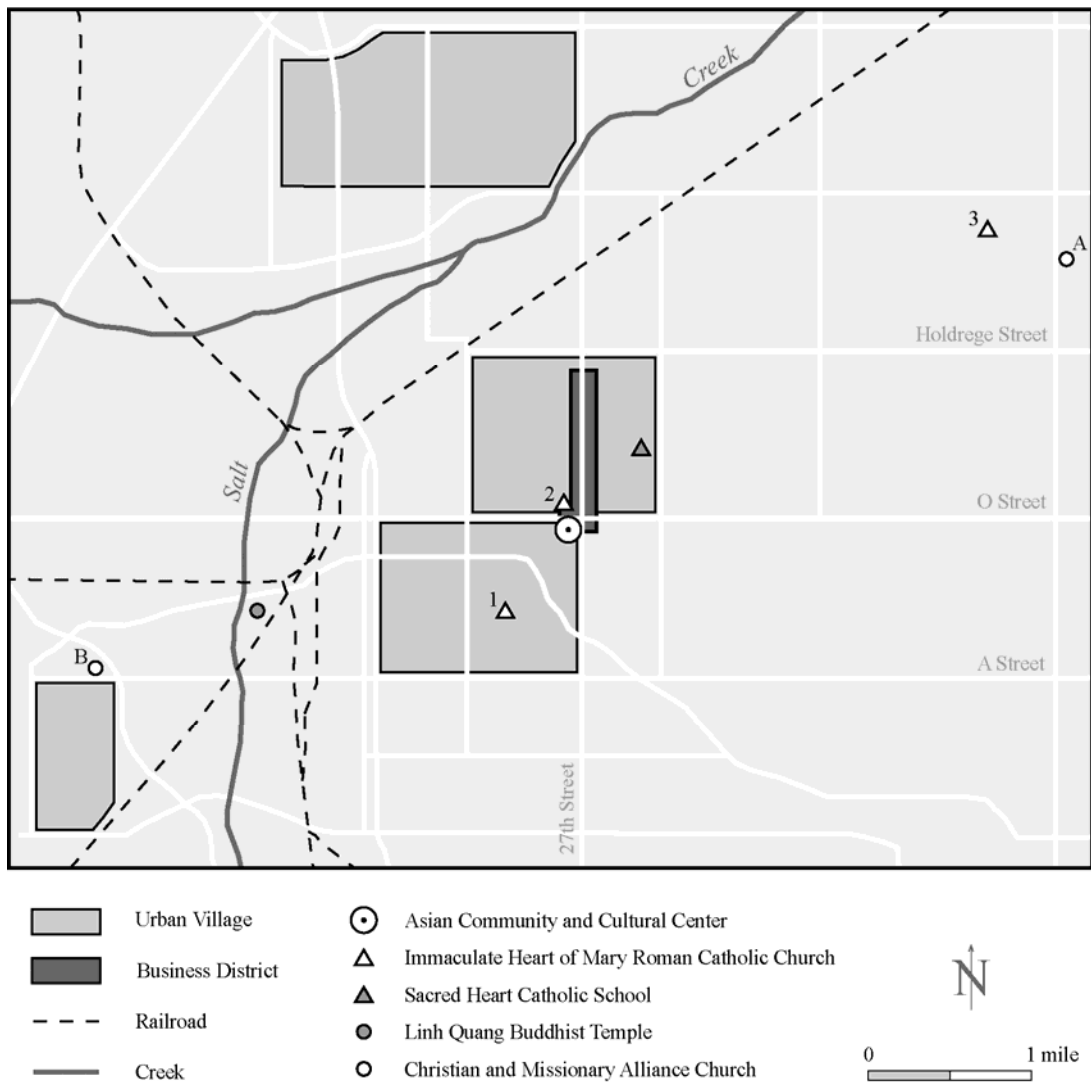 Creek
3
A
Holdrege Street
Salt
2
O Street
1
B
A Street
27th Street
Urban Village
Business District
Railroad
Creek
Asian Community and Cultural Center
Immaculate Heart of Mary Roman Catholic Church
Sacred Heart Catholic School
Linh Quang Buddhist Temple
Christian and Missionary Alliance Church
N
0 1 mile